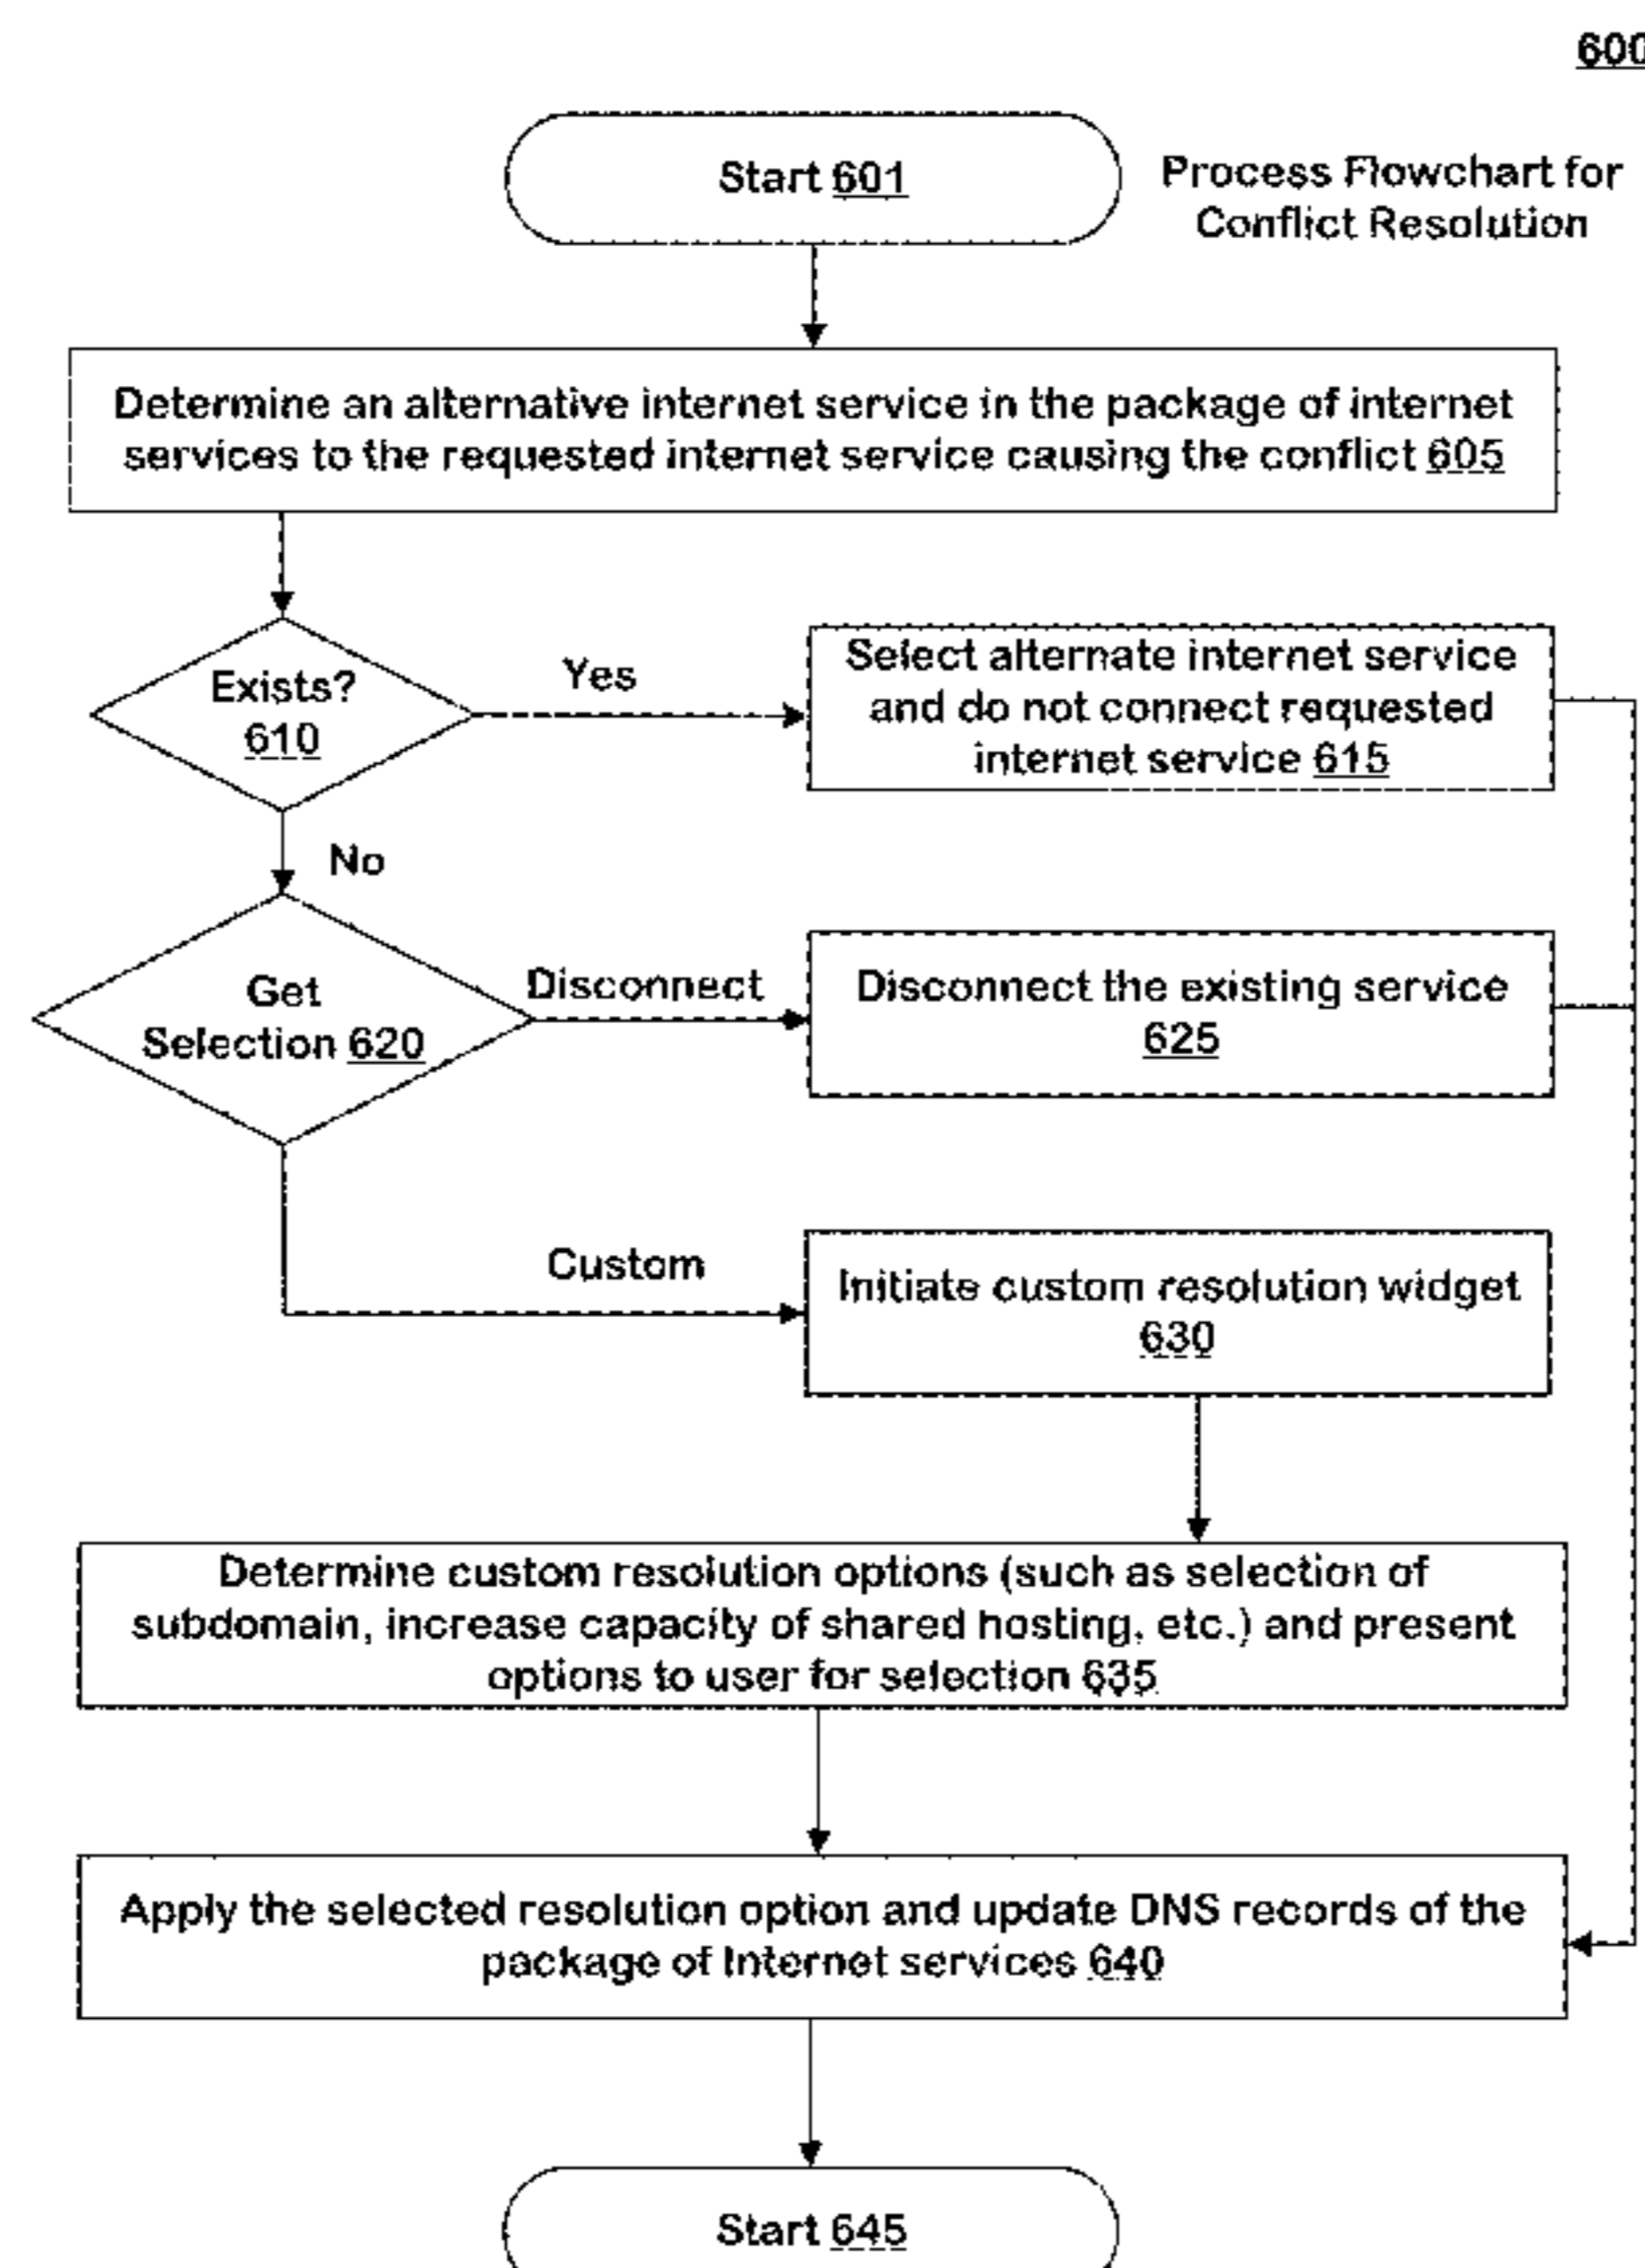 600
Start 601
Process Flowchart for
Conflict Resolution
Determine an alternative internet service in the package of internet
services to the requested internet service causing the conflict 605
Exists?
610
Yes
Select alternate internet service
and do not connect requested
internet service 615
No
Get
Selection 620
Disconnect
Disconnect the existing service
625
Custom
Initiate custom resolution widget
630
Determine custom resolution options (such as selection of
subdomain, increase capacity of shared hosting, etc.) and present
options to user for selection 635
Apply the selected resolution option and update DNS records of the
package of Internet services 640
Start 645